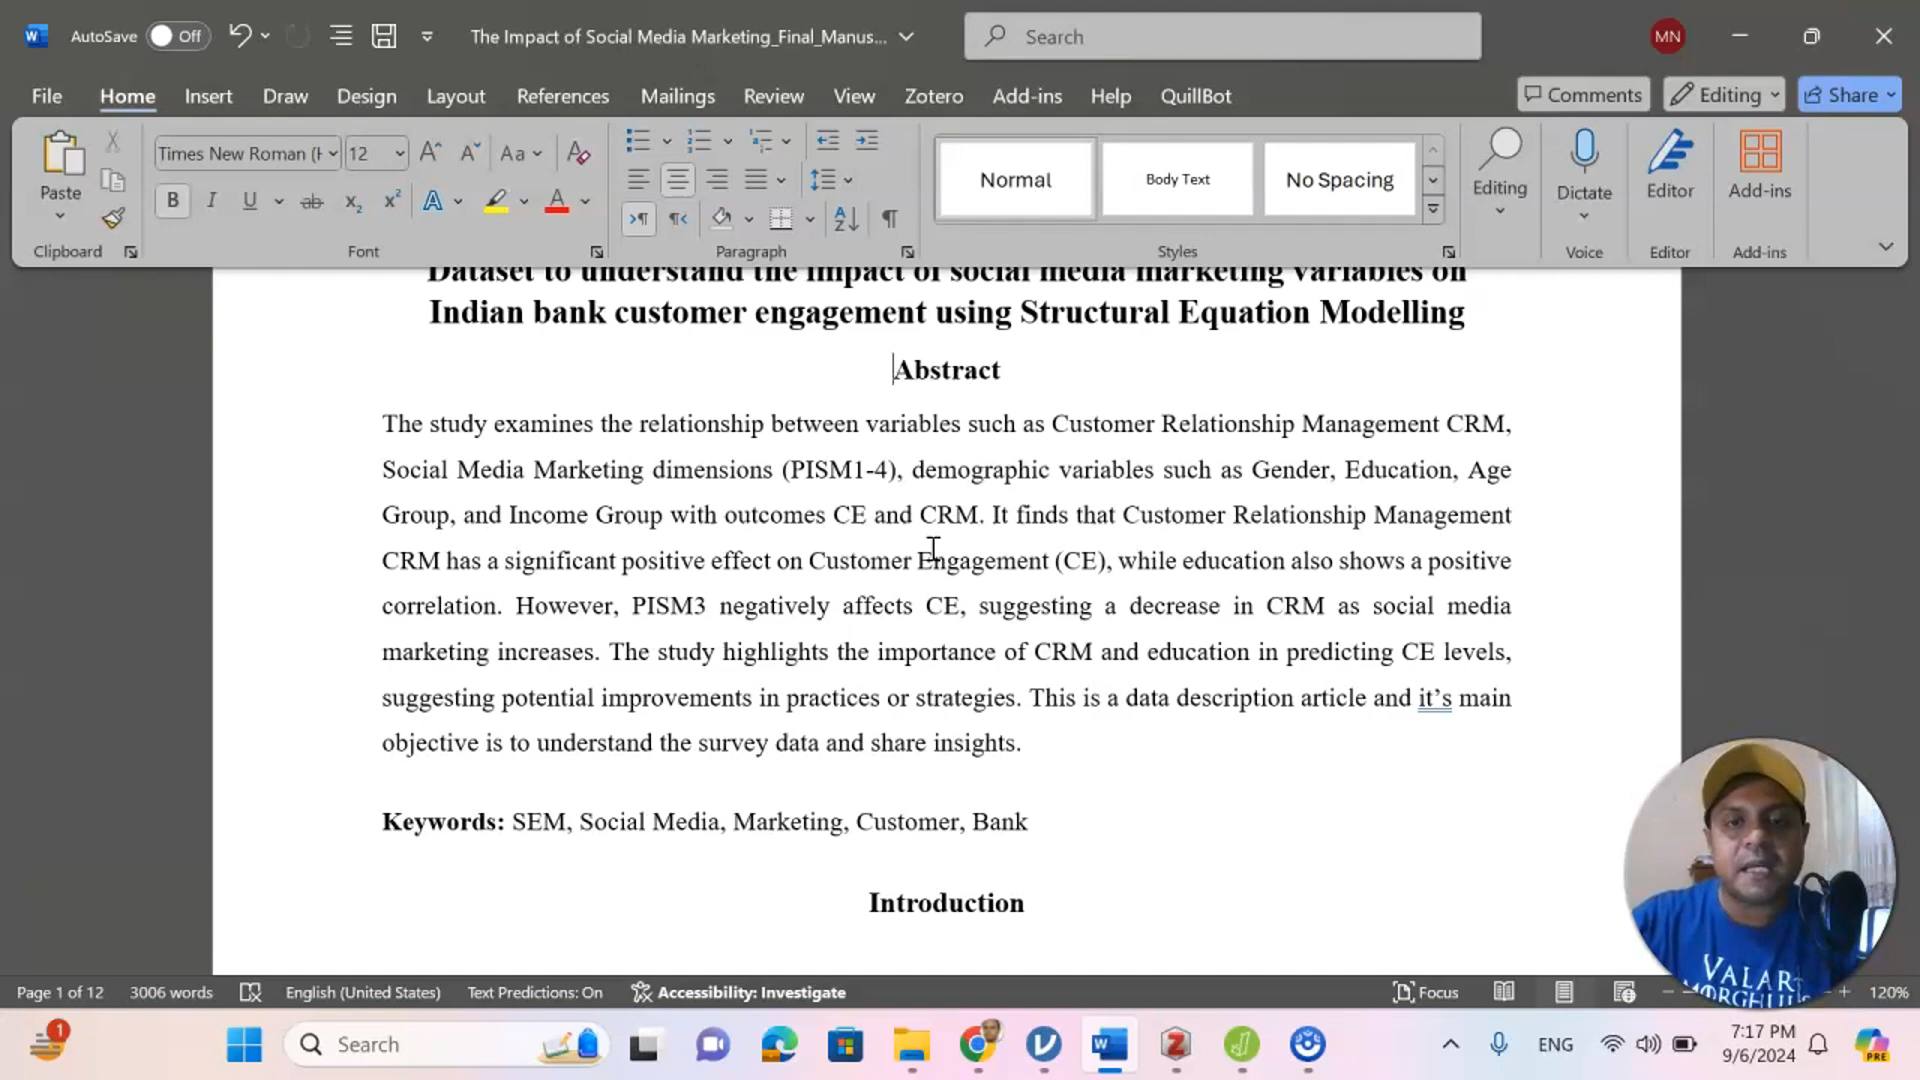 AutoSave Off The Impact of Social Media Marketing_Final_Manus... Search MN
File Home Insert Draw Design Layout References Mailings Review View Zotero Add-ins Help QuillBot Comments Editing Share
Times New Roman (H 12 Aa
Paste B I U ab x₂ x² A A Normal Body Text No Spacing Editing Dictate Editor Add-ins
Clipboard Font Paragraph Styles Voice Editor Add-ins
Dataset to understand the impact of social media marketing variables on
Indian bank customer engagement using Structural Equation Modelling
Abstract
The study examines the relationship between variables such as Customer Relationship Management CRM,
Social Media Marketing dimensions (PISM1-4), demographic variables such as Gender, Education, Age
Group, and Income Group with outcomes CE and CRM. It finds that Customer Relationship Management
CRM has a significant positive effect on Customer Engagement (CE), while education also shows a positive
correlation. However, PISM3 negatively affects CE, suggesting a decrease in CRM as social media
marketing increases. The study highlights the importance of CRM and education in predicting CE levels,
suggesting potential improvements in practices or strategies. This is a data description article and it’s main
objective is to understand the survey data and share insights.
Keywords: SEM, Social Media, Marketing, Customer, Bank
Introduction
VALAR
MORGHULIS
Page 1 of 12 3006 words English (United States) Text Predictions: On Accessibility: Investigate Focus 120%
1 Search ENG 7:17 PM
9/6/2024 PRE